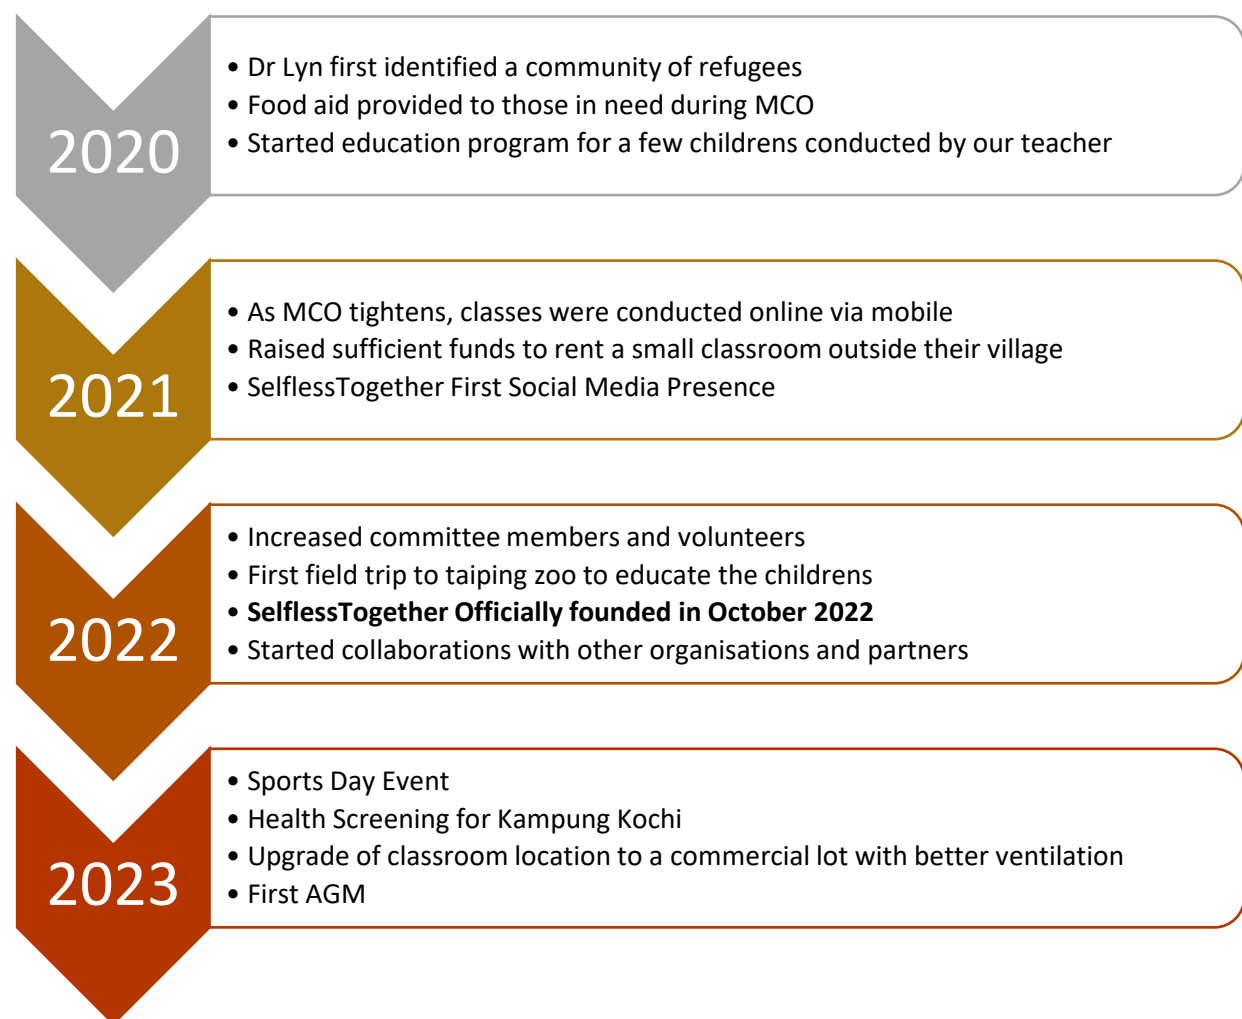 2020
• Dr Lyn first identified a community of refugees
• Food aid provided to those in need during MCO
• Started education program for a few childrens conducted by our teacher
2021
• As MCO tightens, classes were conducted online via mobile
• Raised sufficient funds to rent a small classroom outside their village
• SelflessTogether First Social Media Presence
2022
• Increased committee members and volunteers
• First field trip to taiping zoo to educate the childrens
• SelflessTogether Officially founded in October 2022
• Started collaborations with other organisations and partners
2023
• Sports Day Event
• Health Screening for Kampung Kochi
• Upgrade of classroom location to a commercial lot with better ventilation
• First AGM